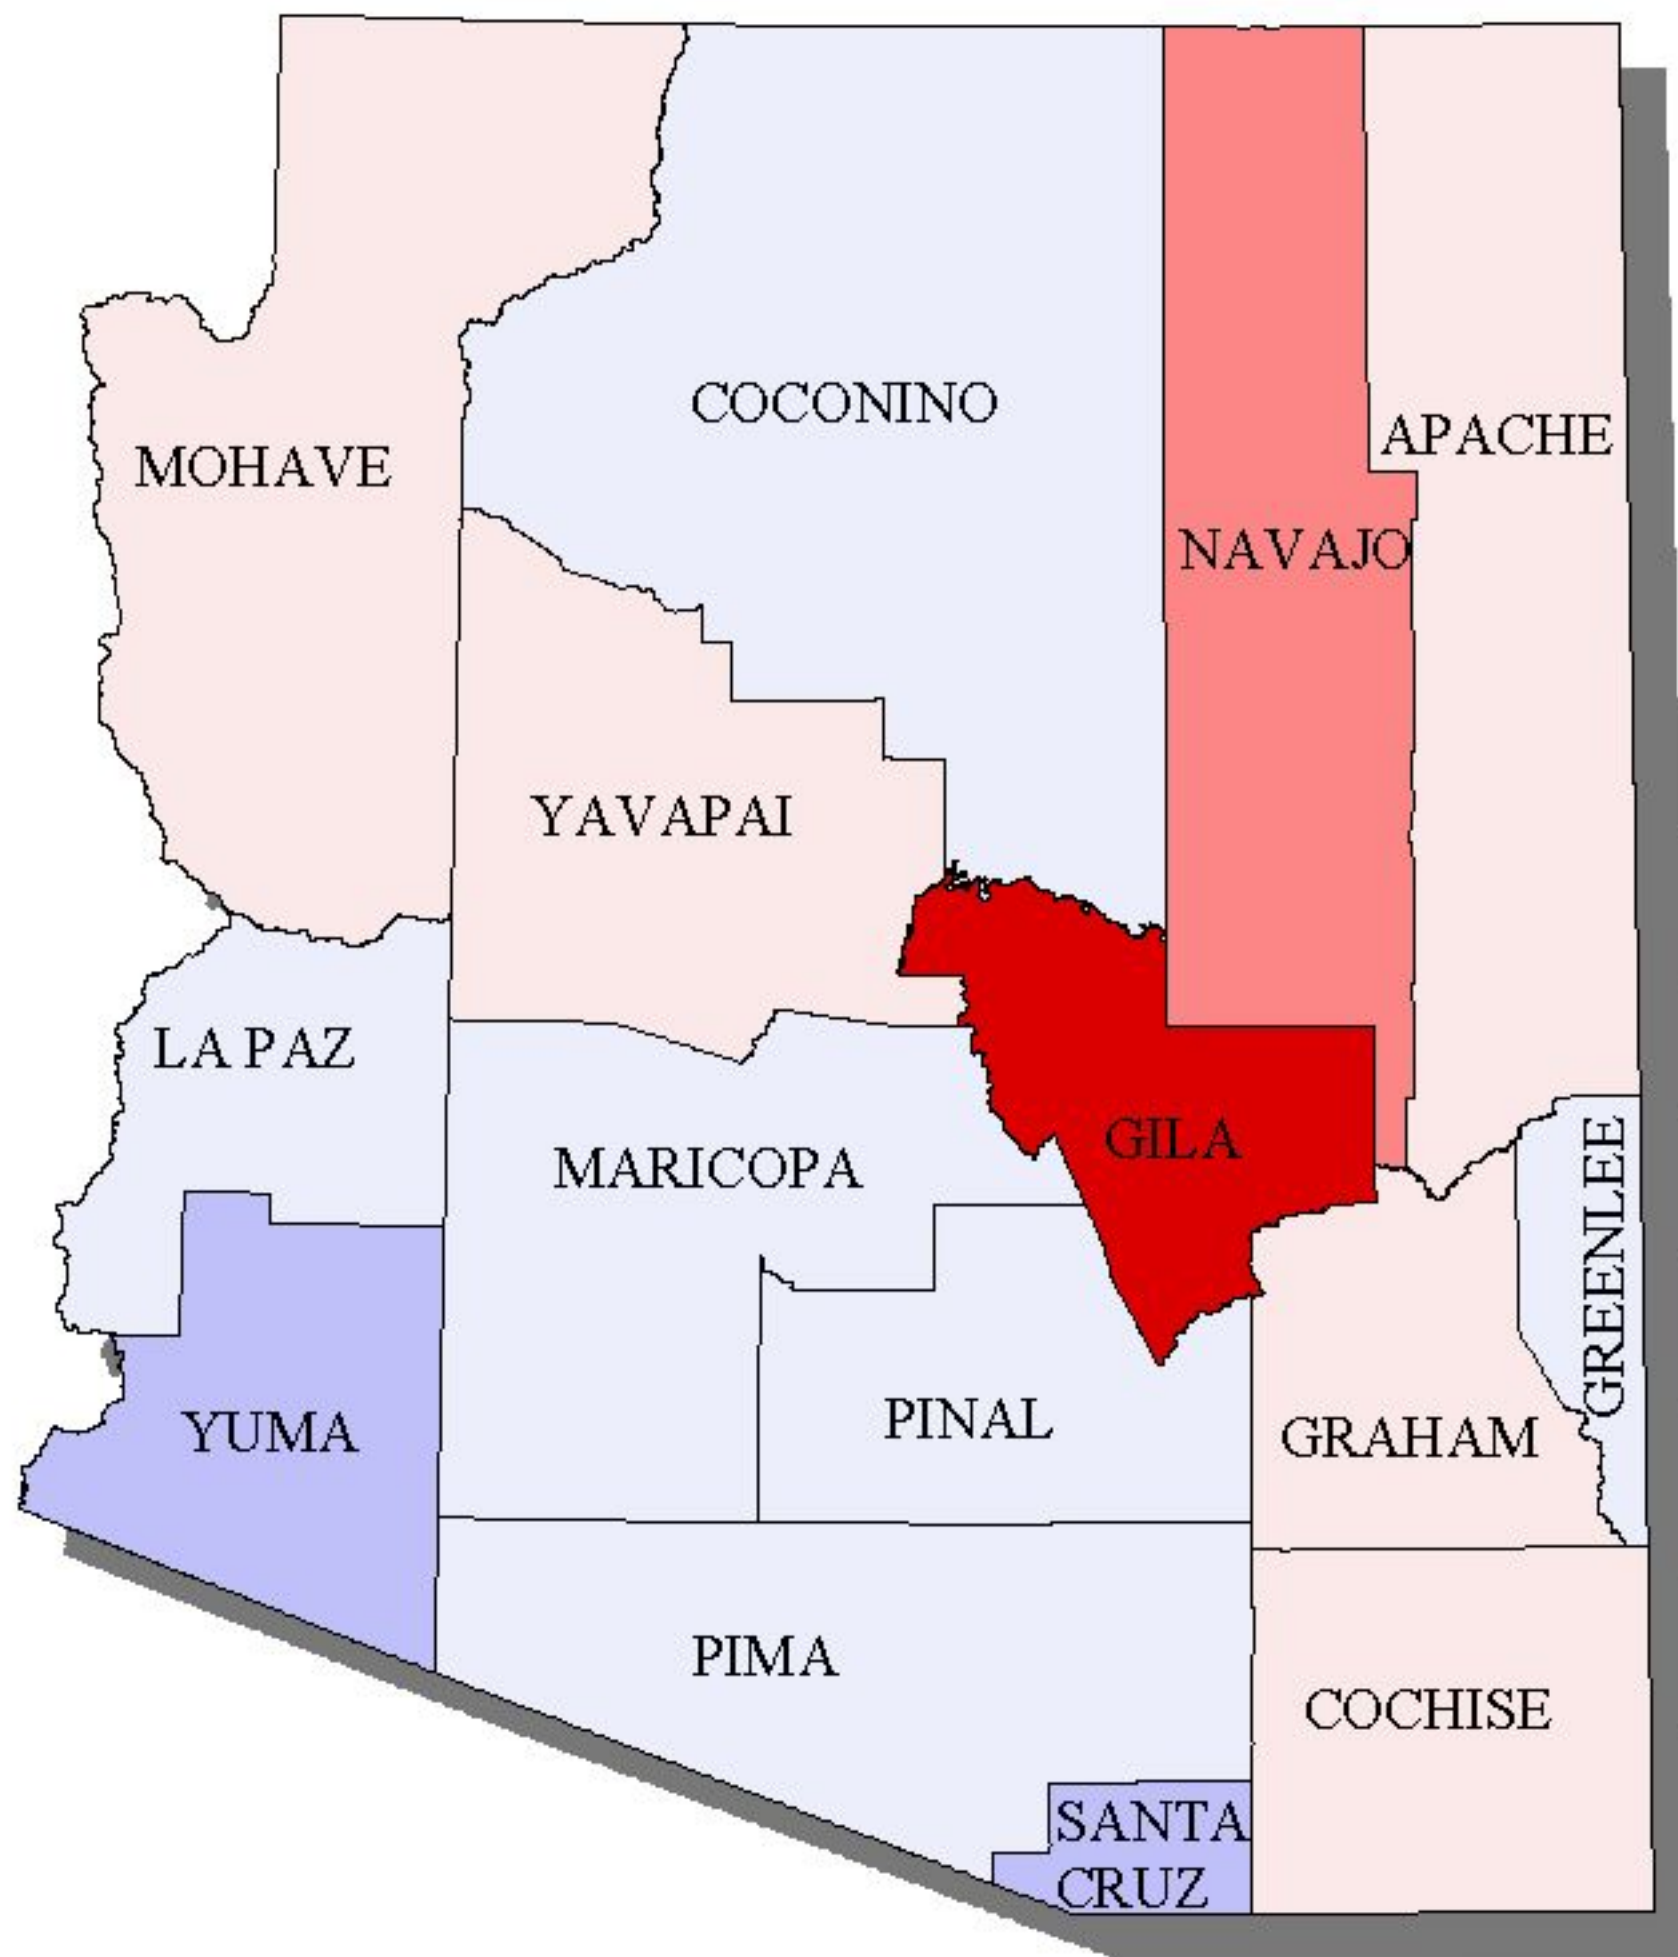 COCONINO
APACHE
MOHAVE
NAVAJO
YAVAPAI
LA PAZ
GILA
MARICOPA
GREENLEE
YUMA
PINAL
GRAHAM
PIMA
COCHISE
SANTA
CRUZ